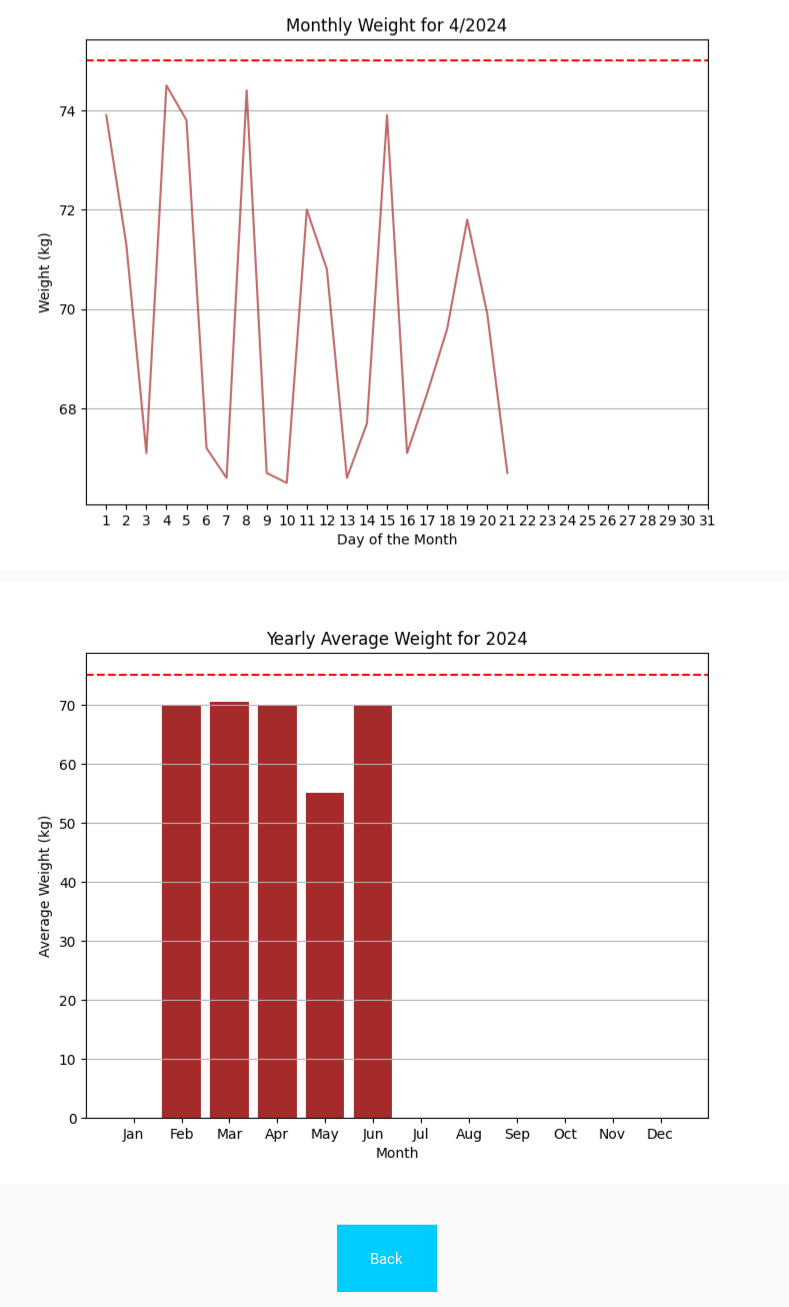 Monthly Weight for 4/2024
74
72
70
68
Weight (kg)
1 2 3 4 5 6 7 8 9 10 11 12 13 14 15 16 17 18 19 20 21 22 23 24 25 26 27 28 29 30 31
Day of the Month
Yearly Average Weight for 2024
70
60
50
40
30
20
10
0
Average Weight (kg)
Jan Feb Mar Apr May Jun Jul Aug Sep Oct Nov Dec
Month
Back